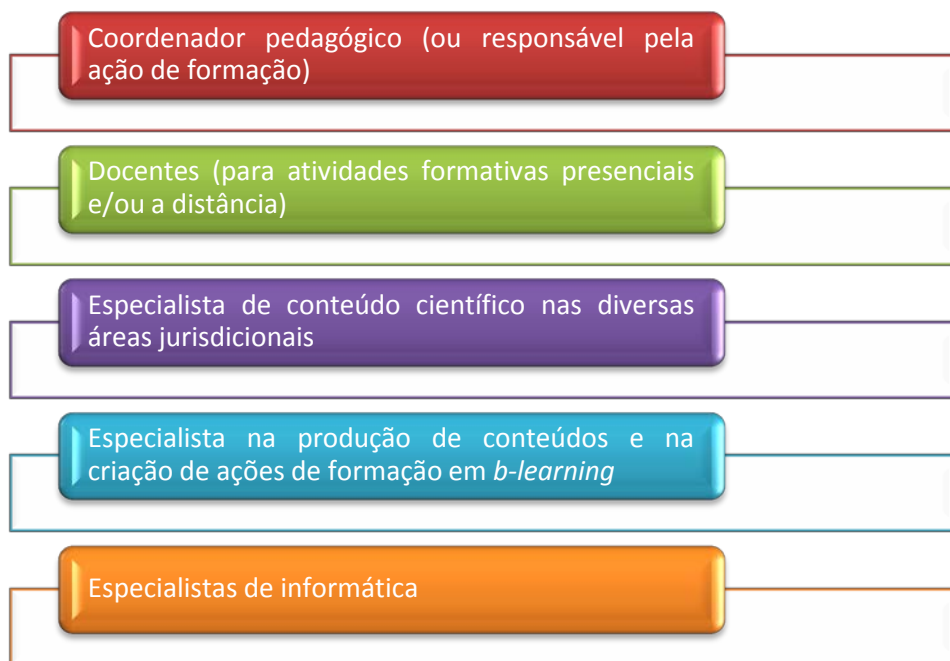 Coordenador pedagógico (ou responsável pela
ação de formação)
Docentes (para atividades formativas presenciais
e/ou a distância)
Especialista de conteúdo científico nas diversas
áreas jurisdicionais
Especialista na produção de conteúdos e na
criação de ações de formação em b-learning
Especialistas de informática